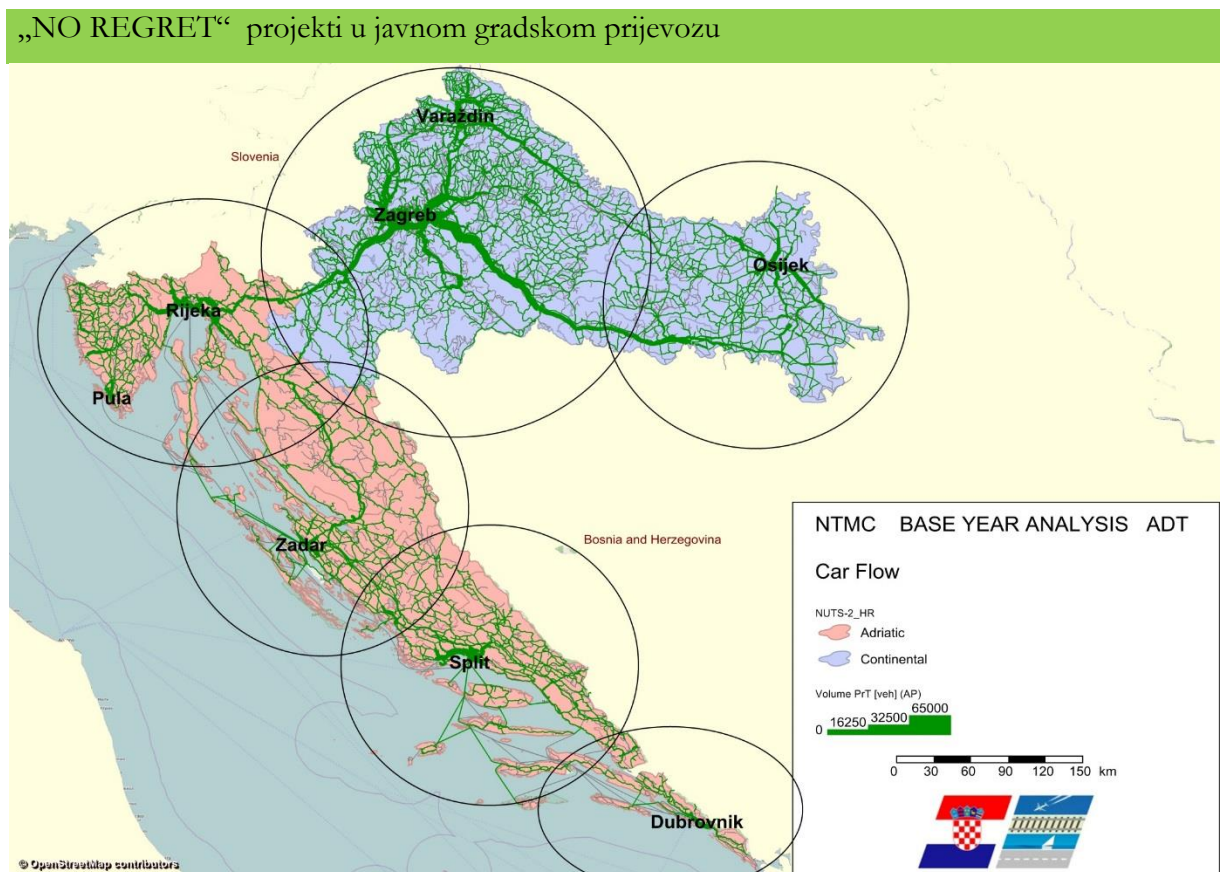 „NO REGRET“ projekti u javnom gradskom prijevozu
Varaždin
Slovenia
Zagreb
Osijek
Rijeka
Pula
Zadar
Bosnia and Herzegovina
Split
Dubrovnik
NTMC BASE YEAR ANALYSIS ADT
Car Flow
NUTS-2_HR
Adriatic
Continental
Volume PrT [veh] (AP)
0 16250 32500 65000
0 30 60 90 120 150 km
© OpenStreetMap contributors